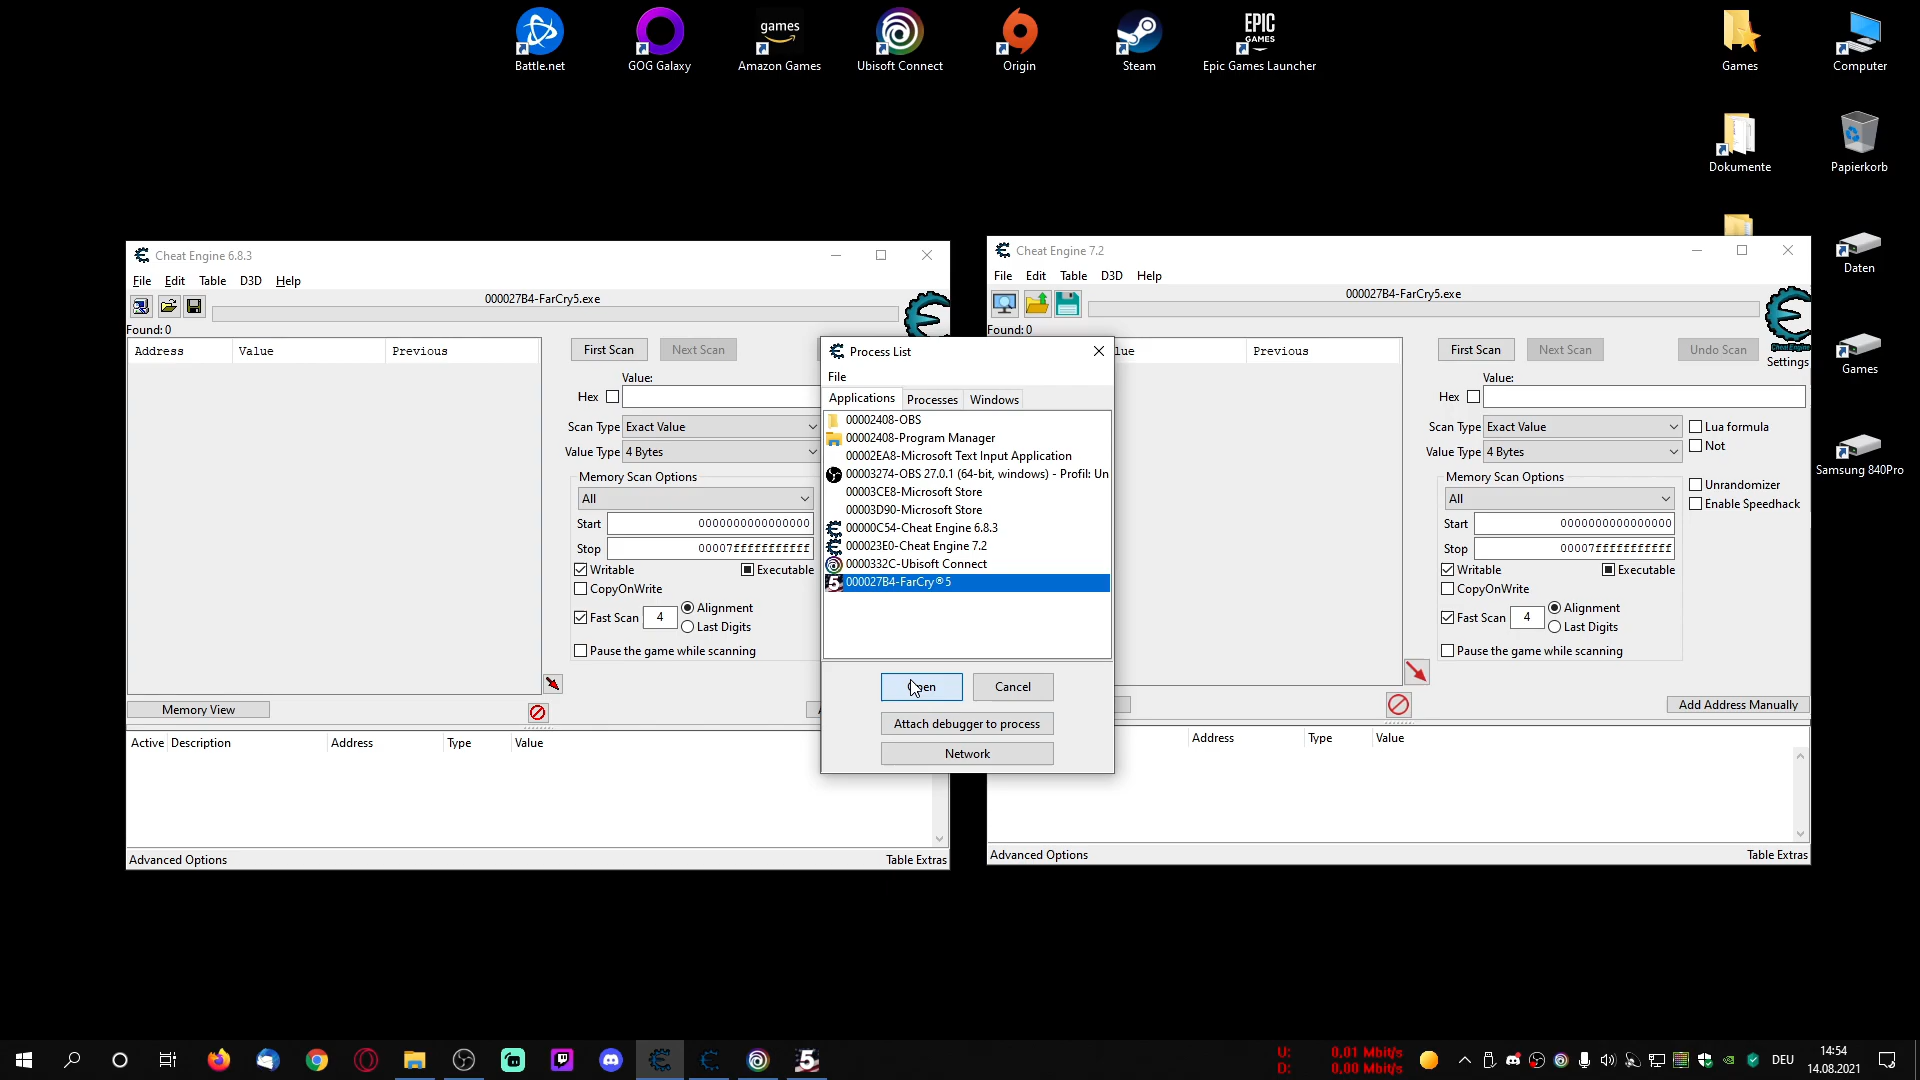 Battle.net
GOG Galaxy
games
Amazon Games
Ubisoft Connect
Origin
Steam
EPIC
GAMES
Epic Games Launcher
Games
Computer
Dokumente
Papierkorb
Daten
Games
Samsung 840Pro
Cheat Engine 6.8.3
File Edit Table D3D Help
000027B4-FarCry5.exe
Found: 0
Address Value Previous
First Scan Next Scan
Value:
Hex
Scan Type Exact Value
Value Type 4 Bytes
Memory Scan Options
All
Start 0000000000000000
Stop 00007fffffffffff
Writable Executable
CopyOnWrite
Fast Scan 4 Alignment
Last Digits
Pause the game while scanning
Memory View
Active Description Address Type Value
Advanced Options Table Extras
Process List
File
Applications Processes Windows
00002408-OBS
00002408-Program Manager
00002EA8-Microsoft Text Input Application
00003274-OBS 27.0.1 (64-bit, windows) - Profil: Un
00003CE8-Microsoft Store
00003D90-Microsoft Store
00000C54-Cheat Engine 6.8.3
000023E0-Cheat Engine 7.2
0000332C-Ubisoft Connect
000027B4-FarCry®5
Open Cancel
Attach debugger to process
Network
Cheat Engine 7.2
File Edit Table D3D Help
000027B4-FarCry5.exe
Found: 0
lue Previous
First Scan Next Scan Undo Scan
Cheat Engine
Settings
Value:
Hex
Scan Type Exact Value
Lua formula
Value Type 4 Bytes
Not
Memory Scan Options
All
Unrandomizer
Enable Speedhack
Start 0000000000000000
Stop 00007fffffffffff
Writable Executable
CopyOnWrite
Fast Scan 4 Alignment
Last Digits
Pause the game while scanning
Add Address Manually
Address Type Value
Advanced Options Table Extras
U: 0,01 Mbit/s
D: 0,00 Mbit/s
DEU
14:54
14.08.2021